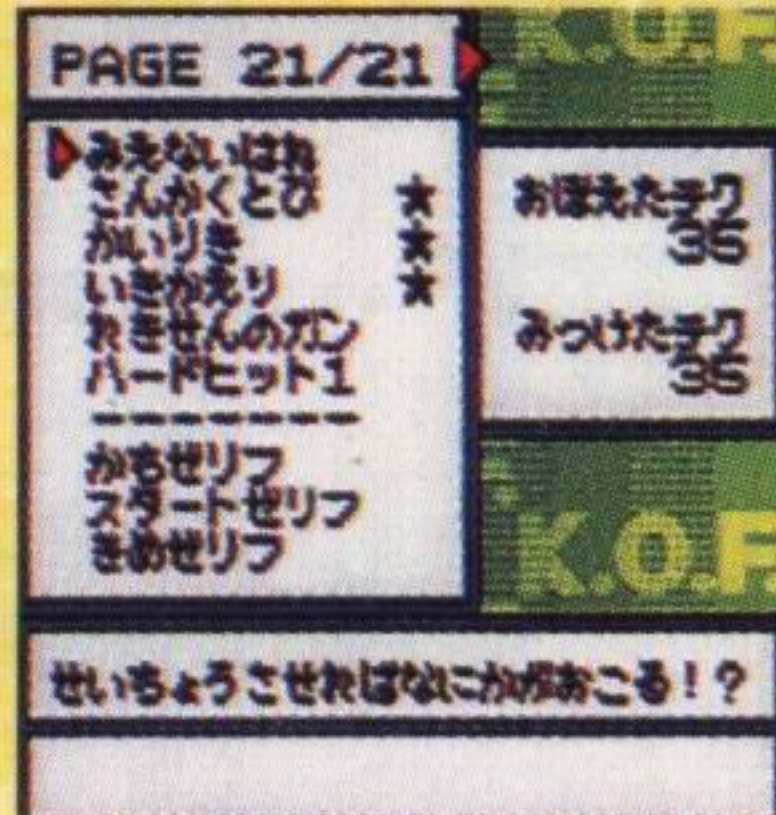 K.O.F.
PAGE 21/21
みえないはね
さんかくとび ★
かいりき ★
いきかえり ★
れきせんのカン
ハードヒット1
--------
かちゼリフ
スタートゼリフ
きめゼリフ
おぼえたテク
35
みつけたテク
35
K.O.F.
せいちょうさせればなにかがおこる!?